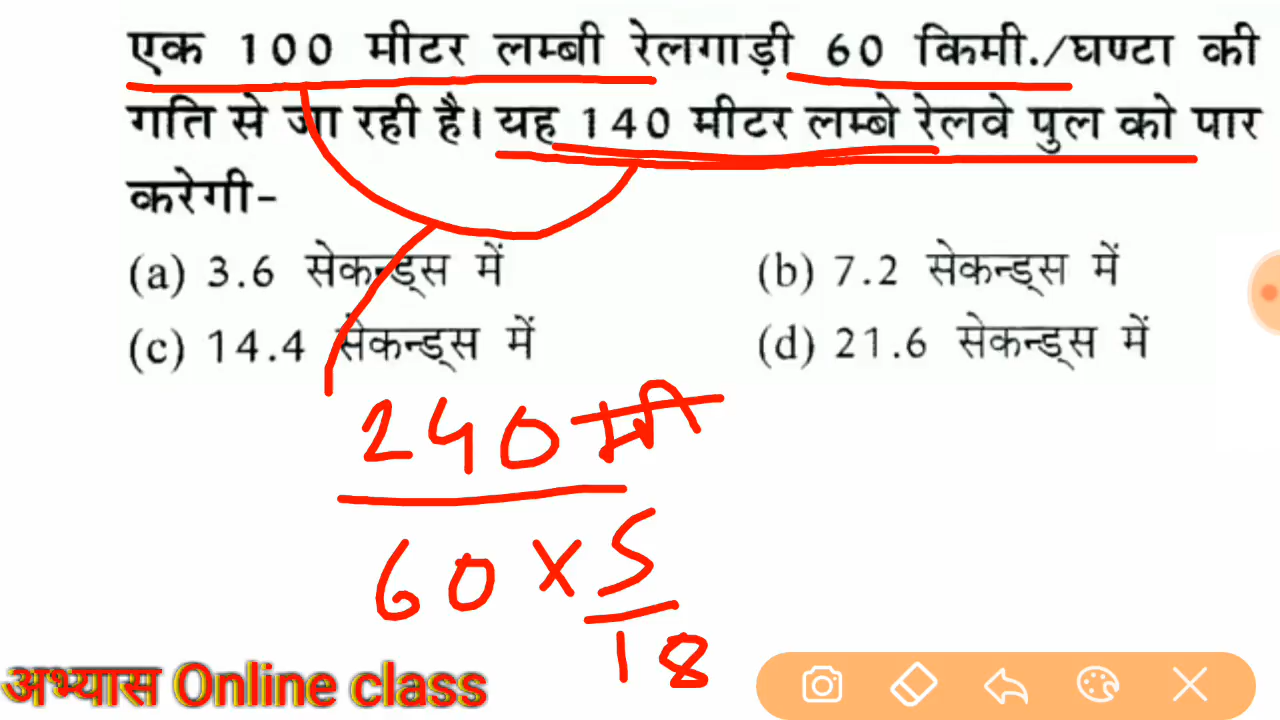 एक 100 मीटर लम्बी रेलगाड़ी 60 किमी./घण्टा की
गति से जा रही है। यह 140 मीटर लम्बे रेलवे पुल को पार
करेगी-
(a) 3.6 सेकन्ड्स में (b) 7.2 सेकन्ड्स में
(c) 14.4 सेकन्ड्स में (d) 21.6 सेकन्ड्स में
240 मी
60 × 5
18
अभ्यास Online class